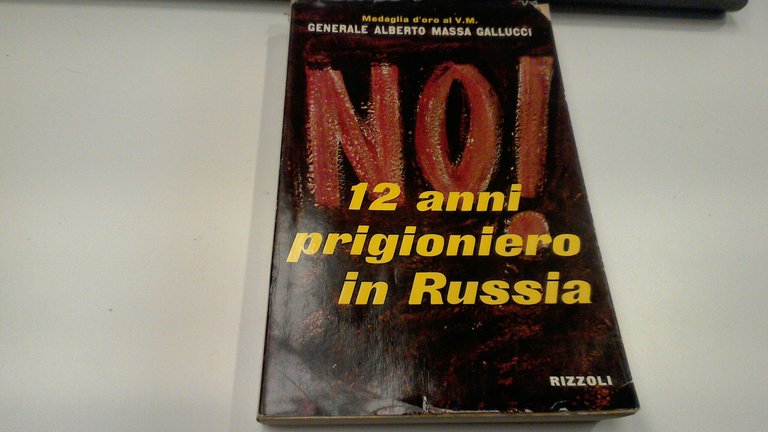 Medaglia d'oro al V.M.
GENERALE ALBERTO MASSA GALLUCCI
NO!
12 anni
prigioniero
in Russia
RIZZOLI